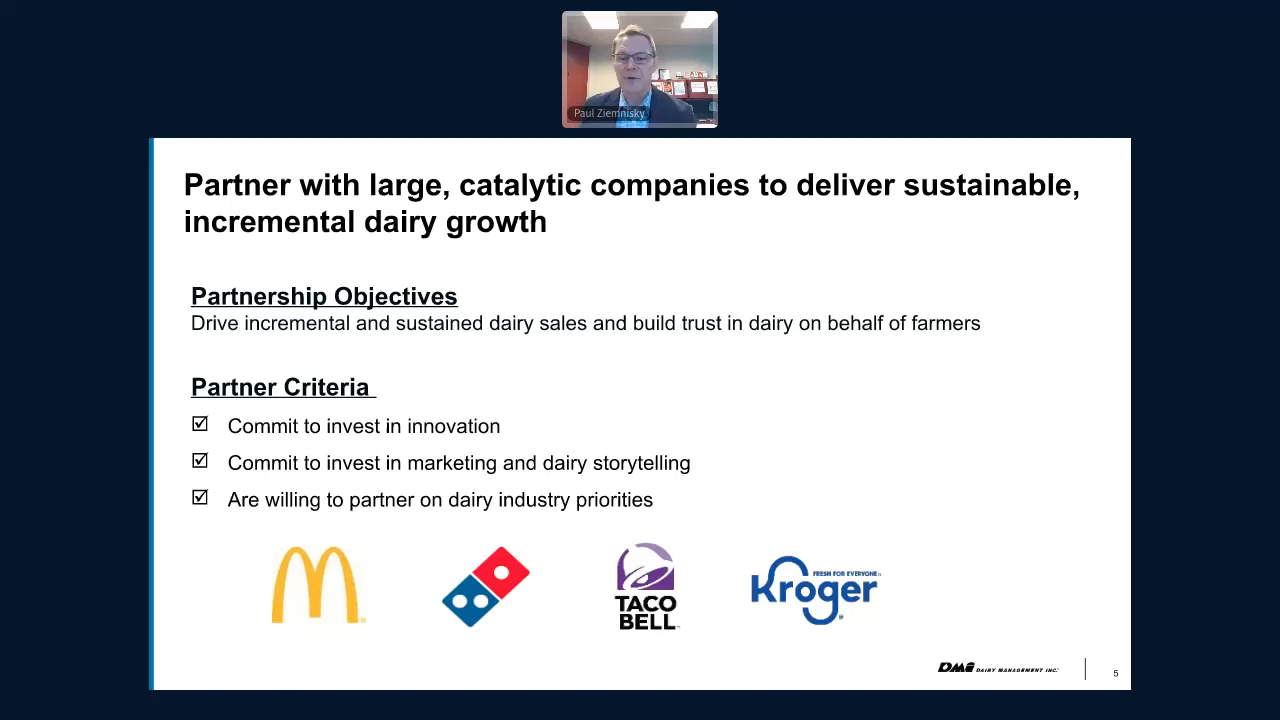 Paul Ziemnisky
Partner with large, catalytic companies to deliver sustainable,
incremental dairy growth
Partnership Objectives
Drive incremental and sustained dairy sales and build trust in dairy on behalf of farmers
Partner Criteria
Commit to invest in innovation
Commit to invest in marketing and dairy storytelling
Are willing to partner on dairy industry priorities
TACO
BELL
FRESH FOR EVERYONE
Kroger
DMI DAIRY MANAGEMENT INC.
5